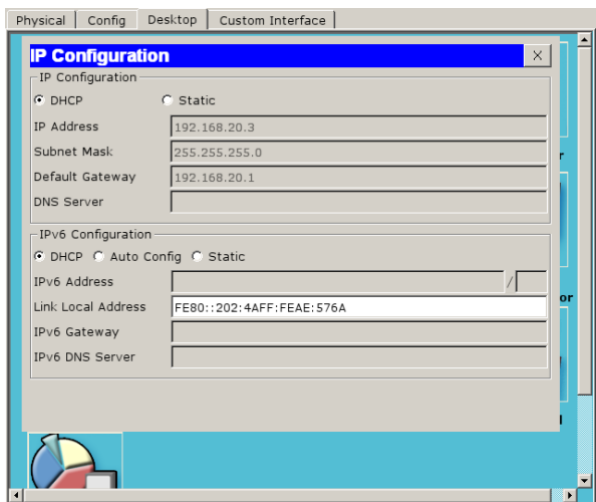 Physical Config Desktop Custom Interface
IP Configuration X
IP Configuration
DHCP Static
IP Address 192.168.20.3
Subnet Mask 255.255.255.0
Default Gateway 192.168.20.1
DNS Server
IPv6 Configuration
DHCP Auto Config Static
IPv6 Address /
Link Local Address FE80::202:4AFF:FEAE:576A
IPv6 Gateway
IPv6 DNS Server
r
or